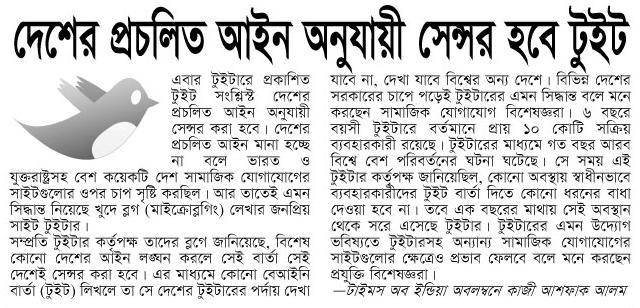 দেশের প্রচলিত আইন অনুযায়ী সেন্সর হবে টুইট
এবার টুইটারে প্রকাশিত
টুইট সংশ্লিস্ট দেশের
প্রচলিত আইন অনুযায়ী
সেন্সর করা হবে। দেশের
প্রচলিত আইন মানা হচ্ছে
না বলে ভারত ও
যুক্তরাষ্ট্রসহ বেশ কয়েকটি দেশ সামাজিক যোগাযোগের
সাইটগুলোর ওপর চাপ সৃষ্টি করছিল। আর তাতেই এমন
সিদ্ধান্ত নিয়েছে খুদে ব্লগ (মাইক্রোব্লগিং) লেখার জনপ্রিয়
সাইট টুইটার।
সম্প্রতি টুইটার কর্তৃপক্ষ তাদের ব্লগে জানিয়েছে, বিশেষ
কোনো দেশের আইন লঙ্ঘন করলে সেই বার্তা সেই
দেশেই সেন্সর করা হবে। এর মাধ্যমে কোনো বেআইনি
বার্তা (টুইট) লিখলে তা সে দেশের টুইটারের পর্দায় দেখা
যাবে না, দেখা যাবে বিশ্বের অন্য দেশে। বিভিন্ন দেশের
সরকারের চাপে পড়েই টুইটারের এমন সিদ্ধান্ত বলে মনে
করছেন সামাজিক যোগাযোগ বিশেষজ্ঞরা। ৬ বছরে
বয়সী টুইটারে বর্তমানে প্রায় ১০ কোটি সক্রিয়
ব্যবহারকারী রয়েছে। টুইটারের মাধ্যমে গত বছর আরব
বিশ্বে বেশ পরিবর্তনের ঘটনা ঘটেছে। সে সময় এই
টুইটার কর্তৃপক্ষ জানিয়েছিল, কোনো অবস্থায় স্বাধীনভাবে
ব্যবহারকারীদের টুইট বার্তা দিতে কোনো ধরনের বাধা
দেওয়া হবে না। তবে এক বছরের মাথায় সেই অবস্থান
থেকে সরে এসেছে টুইটার। টুইটারের এমন উদ্যোগ
ভবিষ্যতে টুইটারসহ অন্যান্য সামাজিক যোগাযোগের
সাইটগুলোর ক্ষেত্রেও প্রভাব ফেলবে বলে মনে করছেন
প্রযুক্তি বিশেষজ্ঞরা।
—টাইমস অব ইন্ডিয়া অবলম্বনে কাজী আশফাক আলম